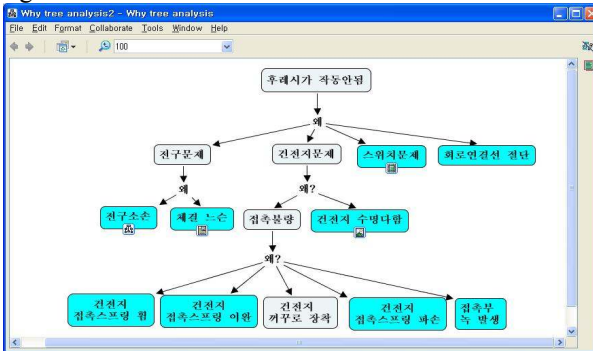 Why tree analysis2 - Why tree analysis
File Edit Format Collaborate Tools Window Help
100
후레시가 작동안됨
왜
전구문제
건전지문제
스위치문제
회로연결선 절단
왜
왜?
전구소손
체결 느슨
접촉불량
건전지 수명다함
왜?
건전지
접촉스프링 휨
건전지
접촉스프링 이완
건전지
꺼꾸로 장착
건전지
접촉스프링 파손
접촉부
녹 발생